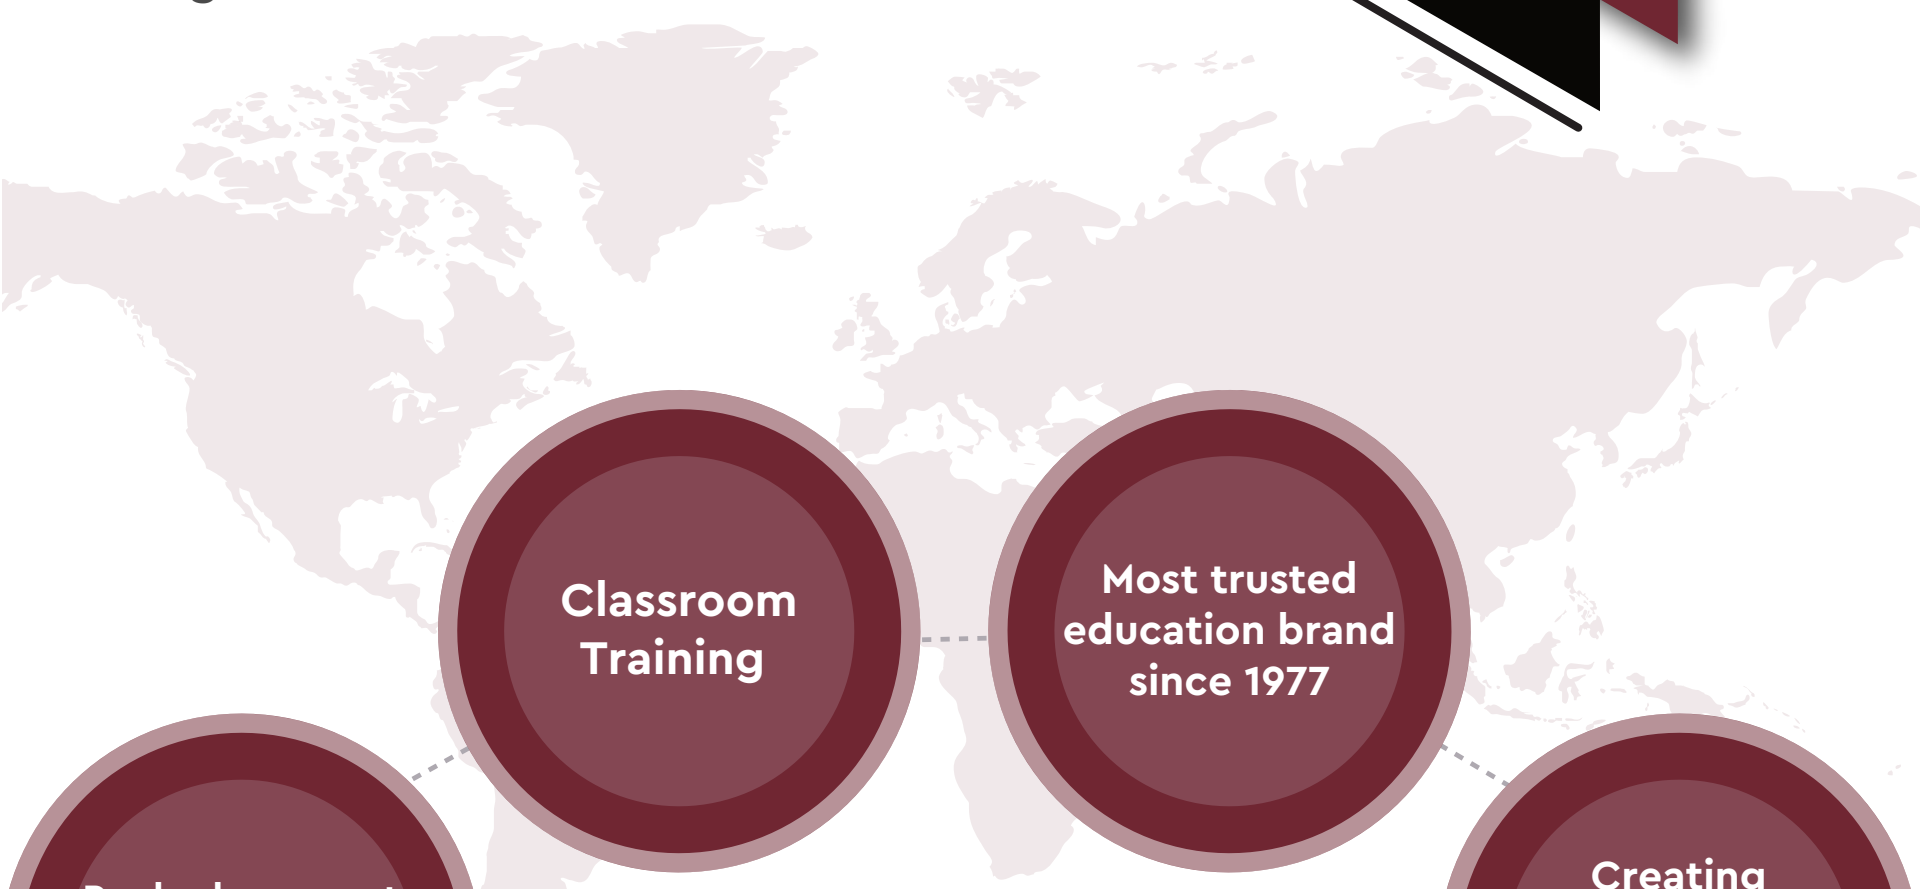 Classroom
Training
Most trusted
education brand
since 1977
Creating